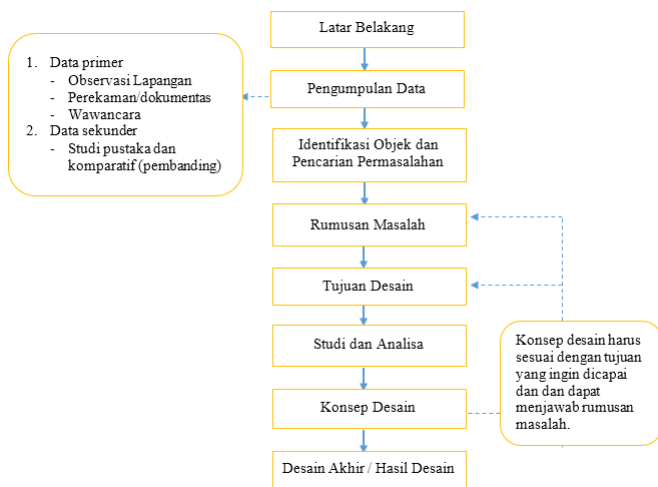 Latar Belakang
1. Data primer
- Observasi Lapangan
- Perekaman/dokumentas
- Wawancara
2. Data sekunder
- Studi pustaka dan
komparatif (pembanding)
Pengumpulan Data
Identifikasi Objek dan
Pencarian Permasalahan
Rumusan Masalah
Tujuan Desain
Studi dan Analisa
Konsep desain harus
sesuai dengan tujuan
yang ingin dicapai
dan dan dapat
menjawab rumusan
masalah.
Konsep Desain
Desain Akhir / Hasil Desain